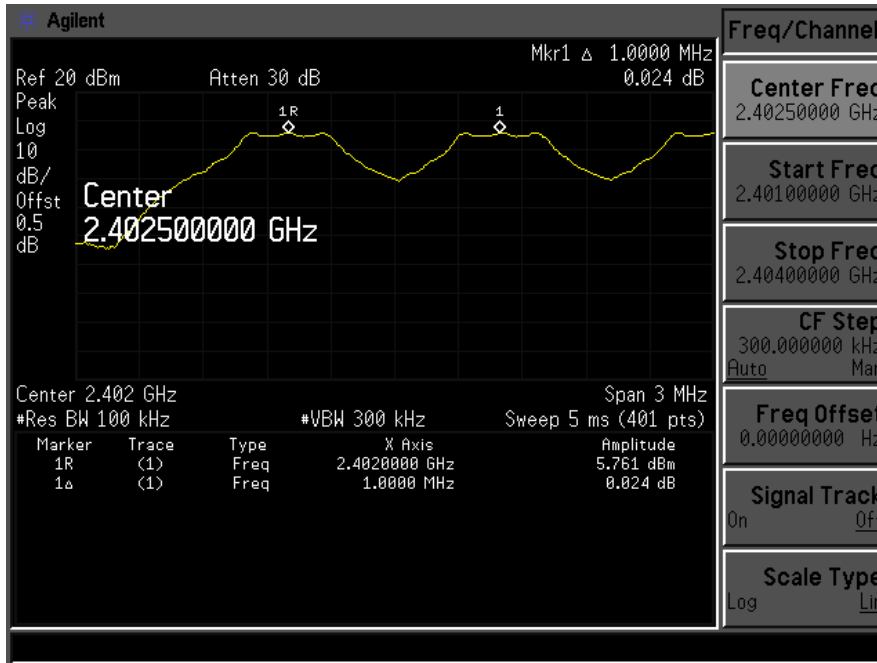 Agilent
Freq/Channel
Mkr1 Δ 1.0000 MHz
Ref 20 dBm Atten 30 dB 0.024 dB
Peak
Log
10
dB/
Offst
0.5
dB
1R
1
Center
2.402500000 GHz
Center 2.402 GHz Span 3 MHz
#Res BW 100 kHz #VBW 300 kHz Sweep 5 ms (401 pts)
Marker Trace Type X Axis Amplitude
1R (1) Freq 2.4020000 GHz 5.761 dBm
1Δ (1) Freq 1.0000 MHz 0.024 dB
Center Freq
2.40250000 GHz
Start Freq
2.40100000 GHz
Stop Freq
2.40400000 GHz
CF Step
300.000000 kHz
Auto Man
Freq Offset
0.00000000 Hz
Signal Track
On Off
Scale Type
Log Lin